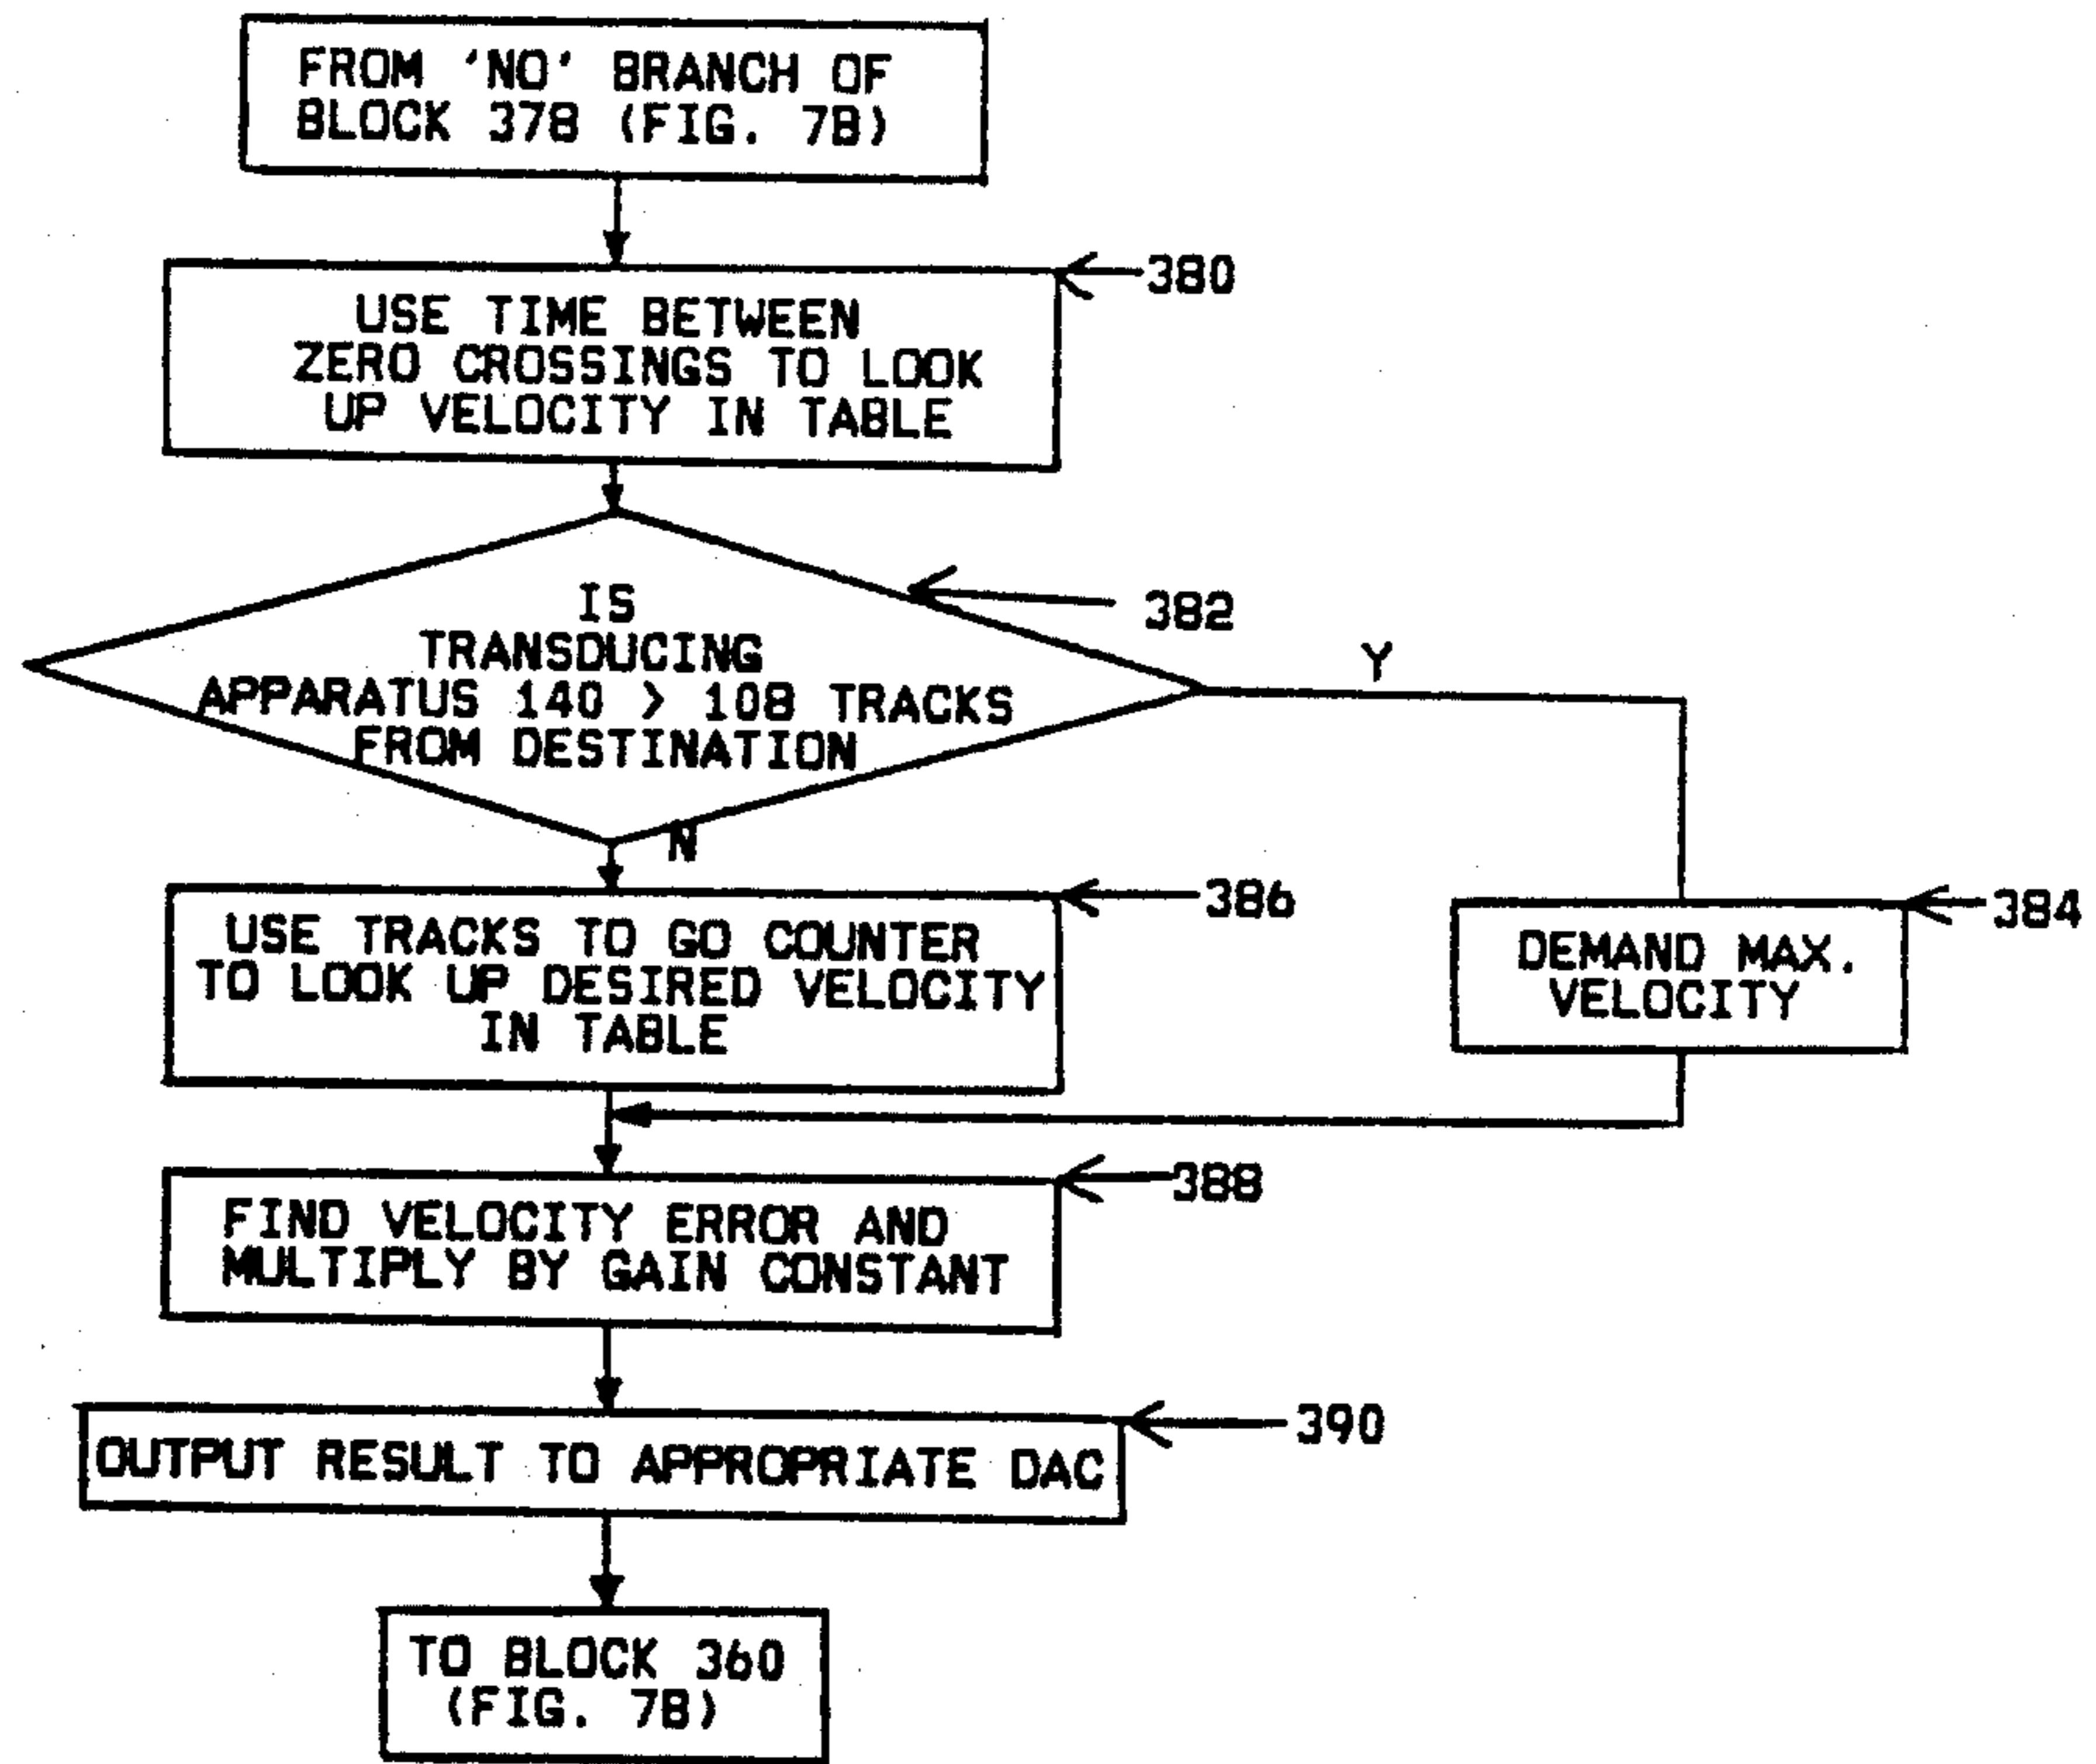 FROM 'NO' BRANCH OF
BLOCK 378 (FIG. 7B)
380
USE TIME BETWEEN
ZERO CROSSINGS TO LOOK
UP VELOCITY IN TABLE
382
IS
TRANSDUCING
APPARATUS 140 > 108 TRACKS
FROM DESTINATION
Y
N
386
USE TRACKS TO GO COUNTER
TO LOOK UP DESIRED VELOCITY
IN TABLE
384
DEMAND MAX.
VELOCITY
388
FIND VELOCITY ERROR AND
MULTIPLY BY GAIN CONSTANT
390
OUTPUT RESULT TO APPROPRIATE DAC
TO BLOCK 360
(FIG. 7B)